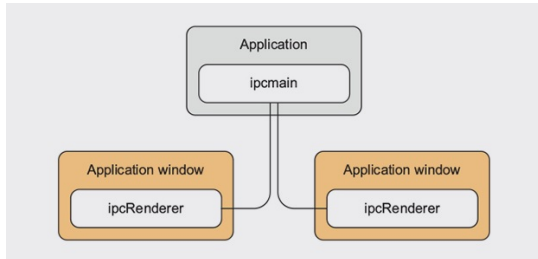 Application
ipcmain
Application window
ipcRenderer
Application window
ipcRenderer